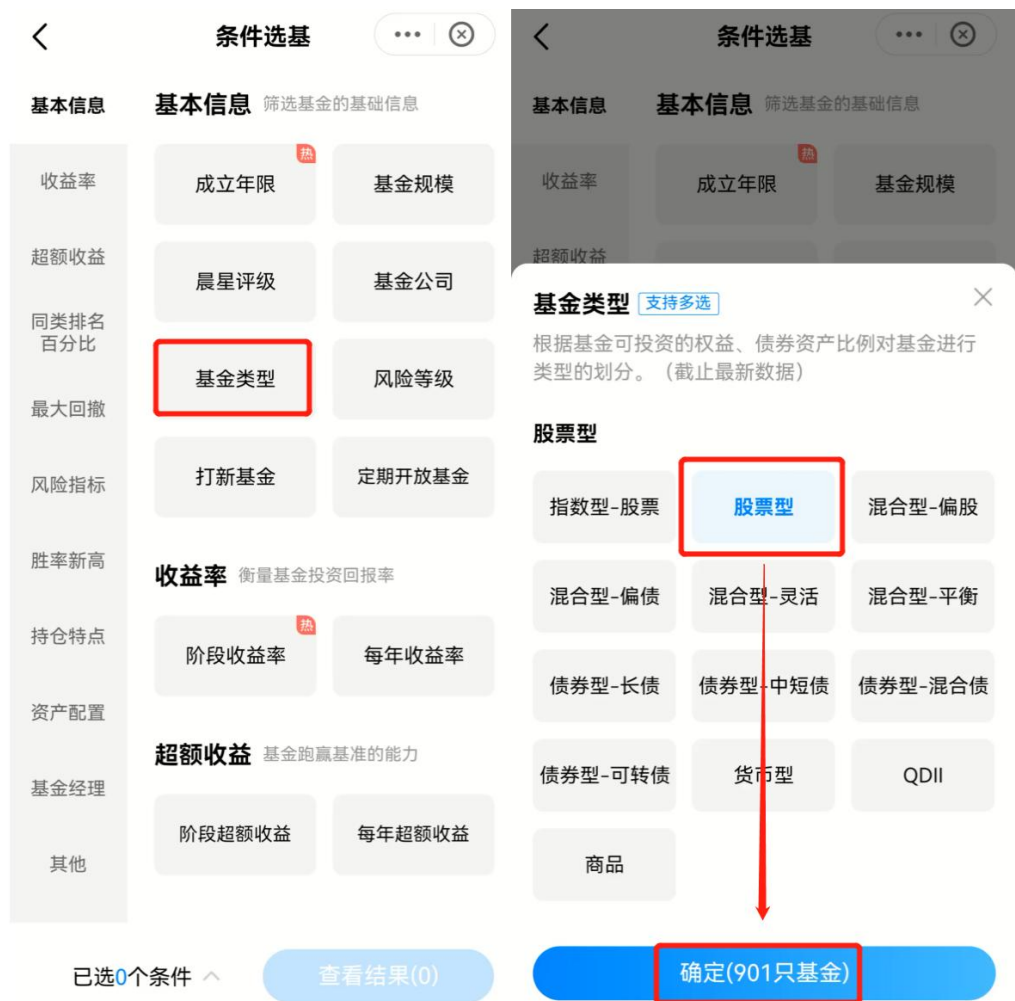 条件选基
基本信息
收益率
超额收益
同类排名
百分比
最大回撤
风险指标
胜率新高
持仓特点
资产配置
基金经理
其他
基本信息 筛选基金的基础信息
热
成立年限 基金规模
晨星评级 基金公司
基金类型 风险等级
打新基金 定期开放基金
收益率 衡量基金投资回报率
热
阶段收益率 每年收益率
超额收益 基金跑赢基准的能力
阶段超额收益 每年超额收益
已选0个条件 查看结果(0)
条件选基
基本信息
收益率
超额收益
基本信息 筛选基金的基础信息
热
成立年限 基金规模
基金类型 支持多选
根据基金可投资的权益、债券资产比例对基金进行
类型的划分。（截止最新数据）
股票型
指数型-股票 股票型 混合型-偏股
混合型-偏债 混合型-灵活 混合型-平衡
债券型-长债 债券型-中短债 债券型-混合债
债券型-可转债 货币型 QDII
商品
确定(901只基金)